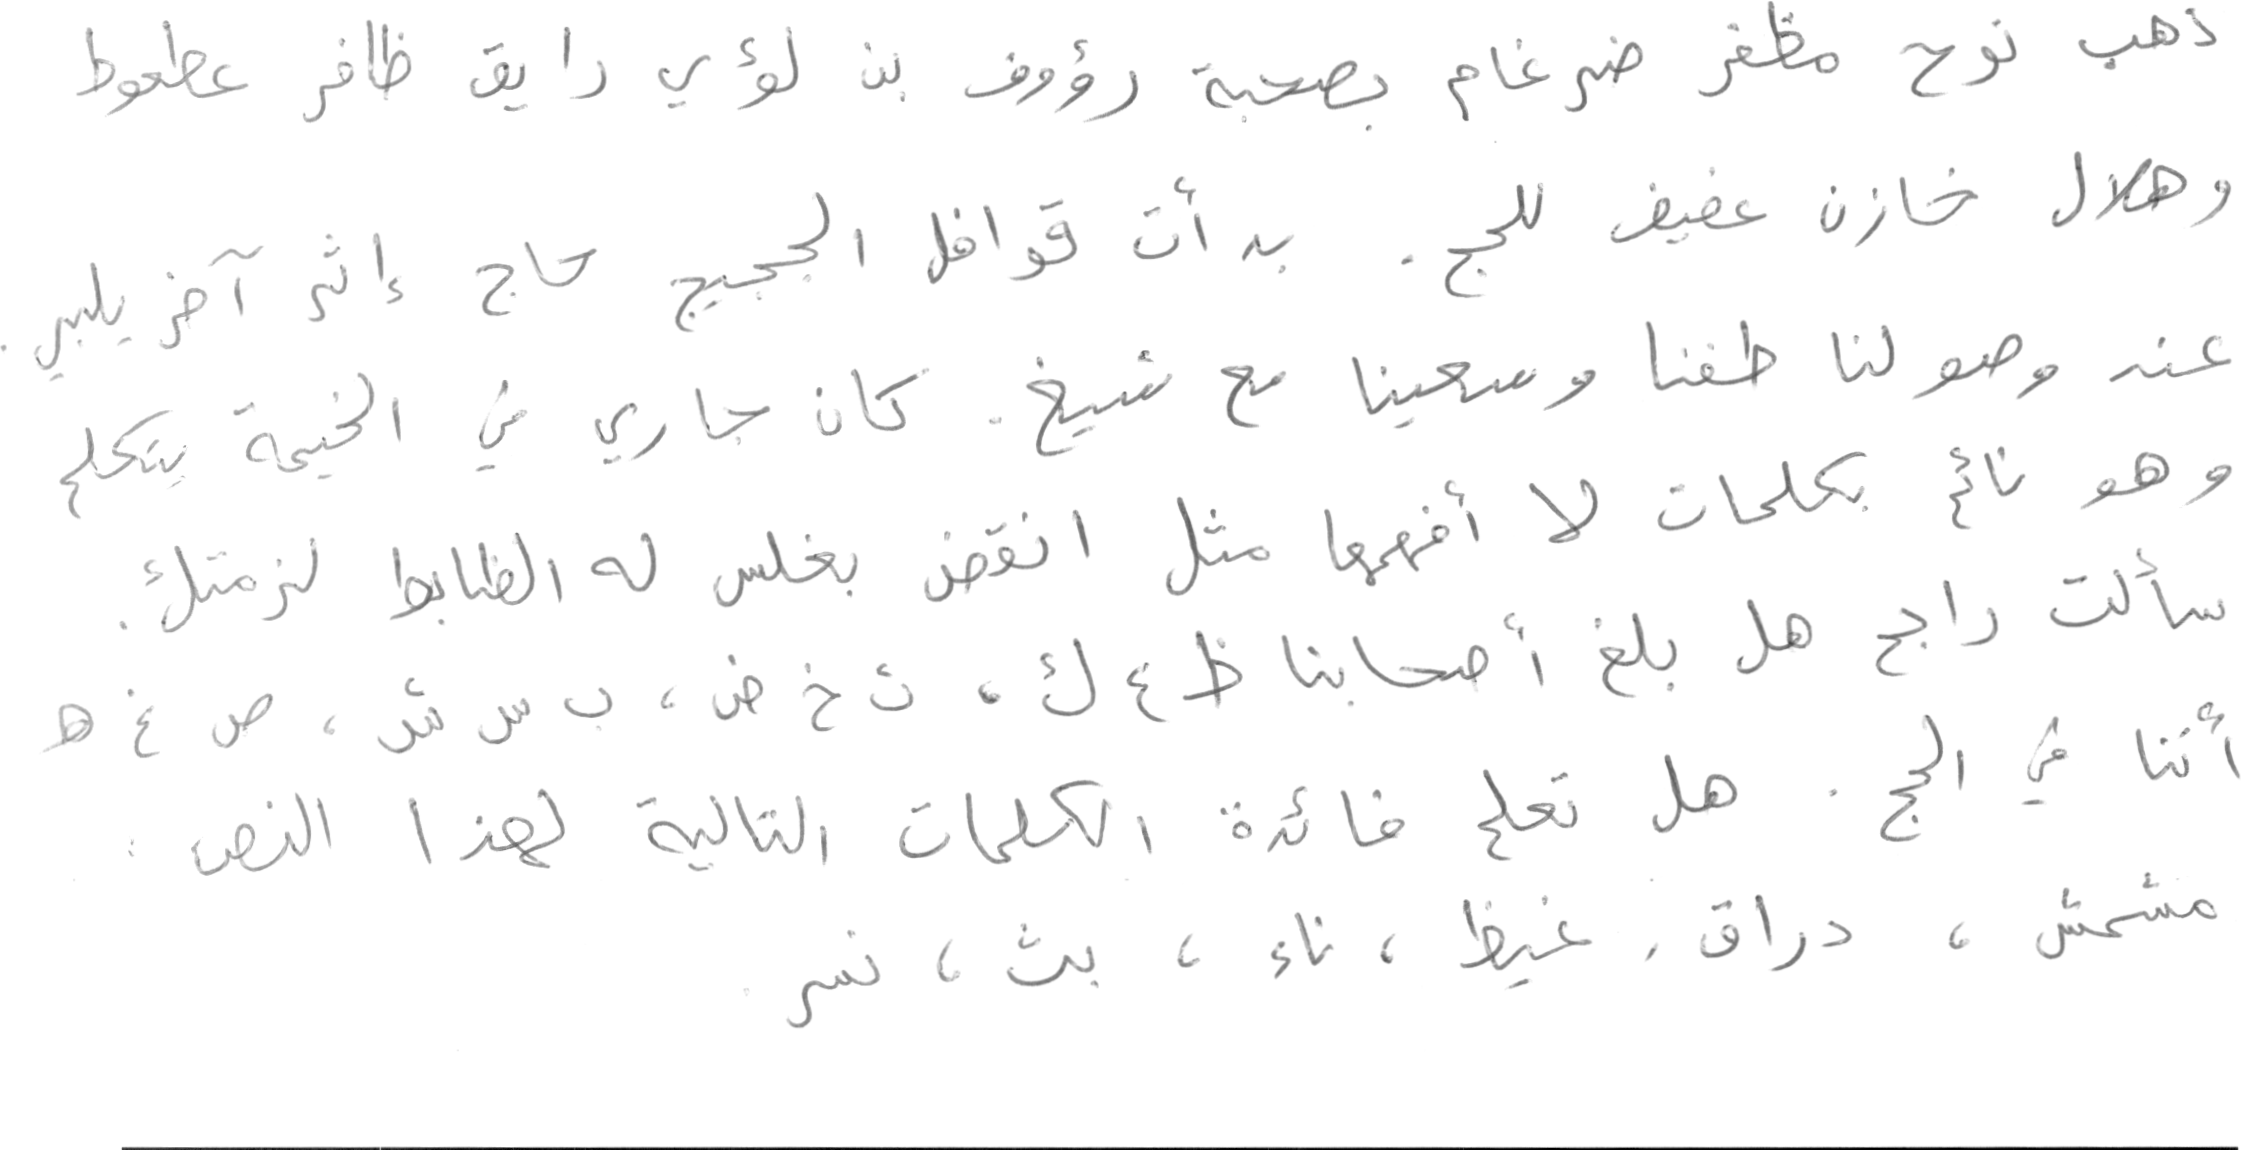 ذهب نوح مظفر ضرغام بصحبة رؤوف بن لؤي رايق ظافر عطعوط
وهلال خازن عفيف للحج. بدأت قوافل الحجيج حاج إثر آخر يلبي.
عند وصولنا طفنا وسعينا مع شيخ. كان جاري في الخيمة يتكلم
وهو نائم بكلمات لا أفهمها مثل انقض بغلس له الظابط لزمتك.
سألت راجح هل بلغ أصحابنا ظ ع ك، ث خ ض، ب س ش، ص غ ه
أننا في الحج. هل تعلم فائدة الكلمات التالية لهذا النص:
مشمش، دراق، غيظ، ناء، بث، نسر.